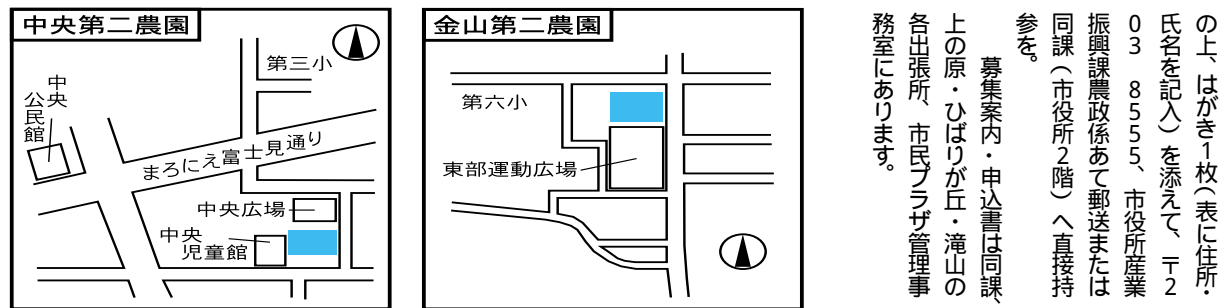 の上、はがき1枚(表に住所・
氏名を記入)を添えて、〒2
03 8555、市役所産業
振興課農政係あて郵送または
同課(市役所2階)へ直接持
参を。
募集案内・申込書は同課、
上の原・ひばりが丘・滝山の
各出張所、市民プラザ管理事
務室にあります。
金山第二農園
第六小
東部運動広場
中央第二農園
第三小
中央
公民館
まろにえ富士見通り
中央広場
中央
児童館